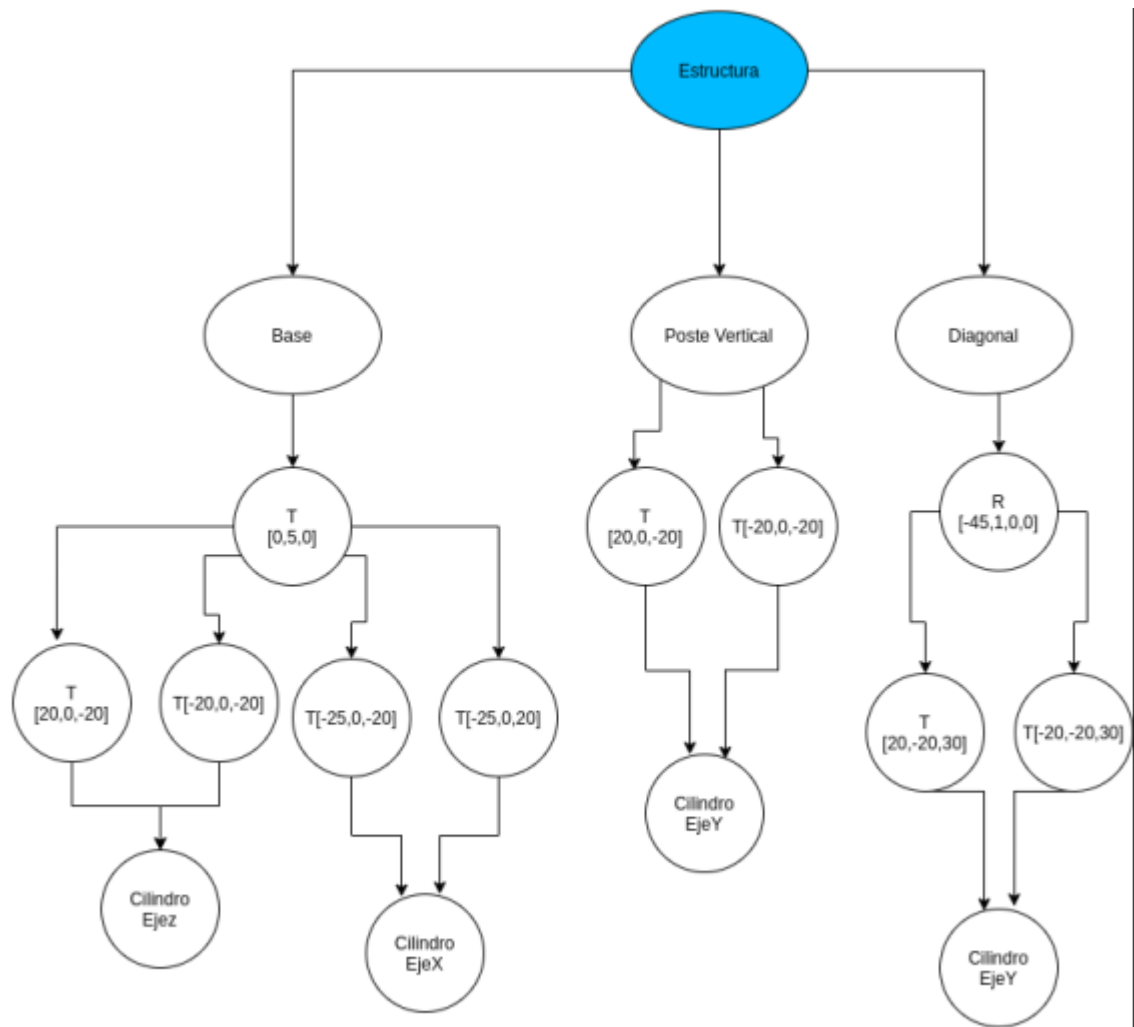 Estructura
Base
Poste Vertical
Diagonal
T
[0,5,0]
T
[20,0,-20]
T[-20,0,-20]
R
[-45,1,0,0]
T
[20,0,-20]
T[-20,0,-20]
T[-25,0,-20]
T[-25,0,20]
T
[20,-20,30]
T[-20,-20,30]
Cilindro
EjeY
Cilindro
Ejez
Cilindro
EjeX
Cilindro
EjeY